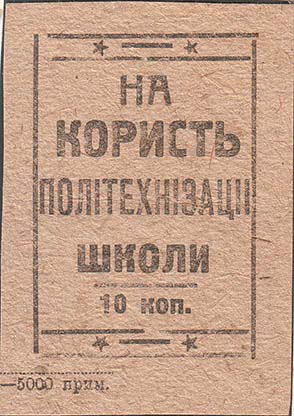 НА
КОРИСТЬ
ПОЛІТЕХНІЗАЦІЇ
ШКОЛИ
10 коп.
—5000 прим.